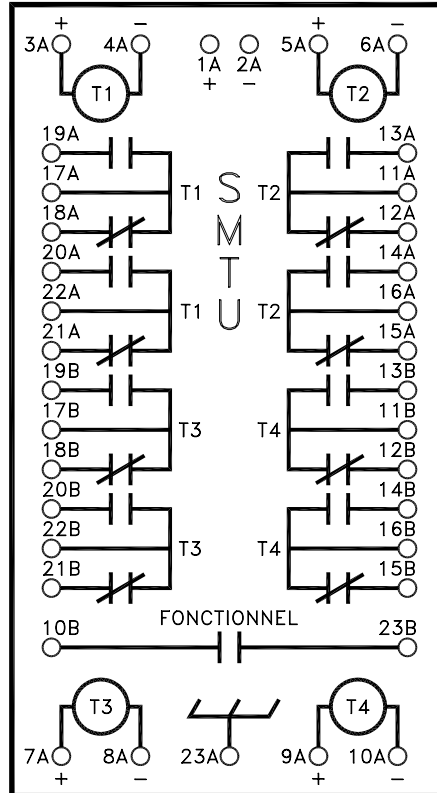 + - + -
3A 4A 1A 2A 5A 6A
+ -
T1 T2
19A 13A
17A 11A
T1 S T2
18A M 12A
20A T 14A
22A U 16A
T1 T2
21A 15A
19B 13B
17B 11B
T3 T4
18B 12B
20B 14B
22B 16B
T3 T4
21B 15B
FONCTIONNEL
10B 23B
T3 T4
7A 8A 23A 9A 10A
+ - + -